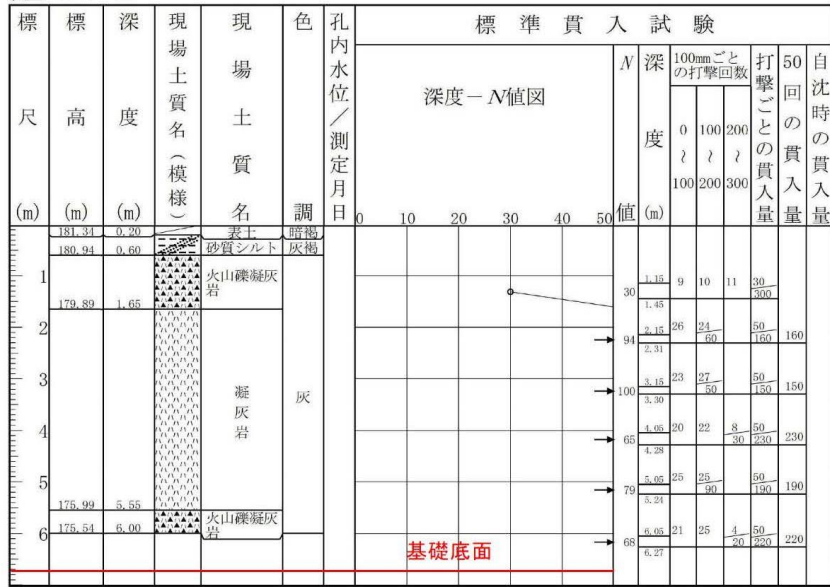 標尺(m)
標高(m)
深度(m)
現場土質名(模様)
現場土質名
色調
孔内水位/測定月日
標準貫入試験
深度-N値図
0 10 20 30 40 50
N値
深度(m)
100mmごとの打撃回数
0~100
100~200
200~300
打撃ごとの貫入量
50回の貫入量
自沈時の貫入量
181.34 0.20 表土 暗褐
180.94 0.60 砂質シルト 灰褐
火山礫凝灰岩
1
179.89 1.65
30 1.15 1.45 9 10 11 30/300
2
94 2.15 2.31 26 24/60 50/160 160
3
100 3.15 3.30 23 27/50 50/150 150
凝灰岩
灰
4
65 4.05 4.28 20 22 8/30 50/230 230
5
79 5.05 5.24 25 25/90 50/190 190
175.99 5.55
火山礫凝灰岩
6
175.54 6.00
68 6.05 6.27 21 25 4/20 50/220 220
基礎底面